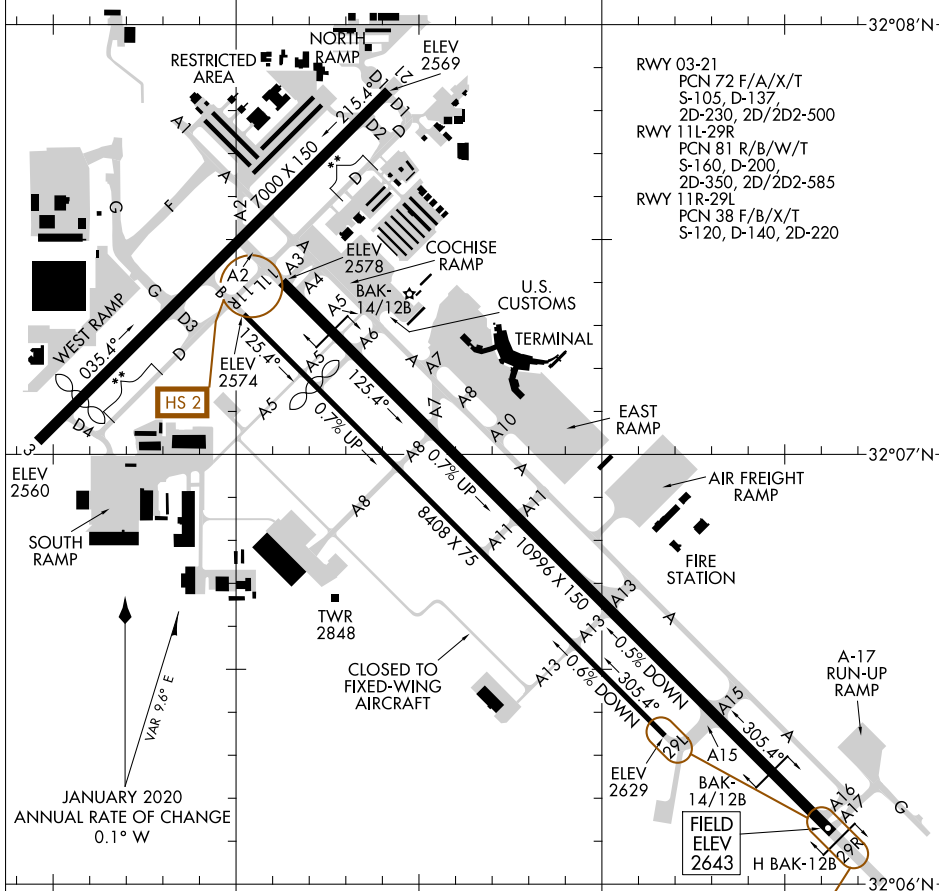 32°08'N
RWY 03-21
PCN 72 F/A/X/T
S-105, D-137,
2D-230, 2D/2D2-500
RWY 11L-29R
PCN 81 R/B/W/T
S-160, D-200,
2D-350, 2D/2D2-585
RWY 11R-29L
PCN 38 F/B/X/T
S-120, D-140, 2D-220
NORTH
RAMP
RESTRICTED
AREA
ELEV
2569
21
D1
D1
D
D2
215.4°
A1
A
7000 X 150
**
D
A2
F
G
COCHISE
RAMP
ELEV
2578
A3
A
A4
A2
11L
11R
B
BAK-
14/12B
U.S.
CUSTOMS
TERMINAL
G
D3
D
WEST RAMP
035.4°
**
A5
A6
A
A7
A7
A8
A10
125.4°
125.4°
ELEV
2574
A5
A5
HS 2
0.7% UP
0.7% UP
EAST
RAMP
D4
3
ELEV
2560
32°07'N
A8
A8
A
A11
A11
AIR FREIGHT
RAMP
8408 X 75
10996 X 150
FIRE
STATION
SOUTH
RAMP
TWR
2848
A13
A13
A13
A
CLOSED TO
FIXED-WING
AIRCRAFT
0.5% DOWN
0.6% DOWN
305.4°
305.4°
A-17
RUN-UP
RAMP
A15
A15
A
VAR 9.6° E
JANUARY 2020
ANNUAL RATE OF CHANGE
0.1° W
29L
ELEV
2629
BAK-
14/12B
A16
A17
G
FIELD
ELEV
2643
H BAK-12B
29R
32°06'N